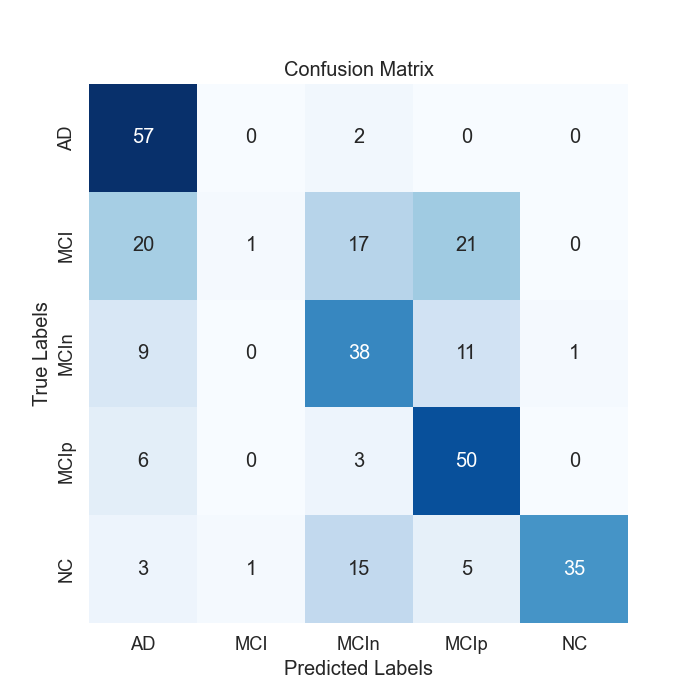 Confusion Matrix
True Labels
AD 57 0 2 0 0
MCI 20 1 17 21 0
MCIn 9 0 38 11 1
MCIp 6 0 3 50 0
NC 3 1 15 5 35
AD MCI MCIn MCIp NC
Predicted Labels